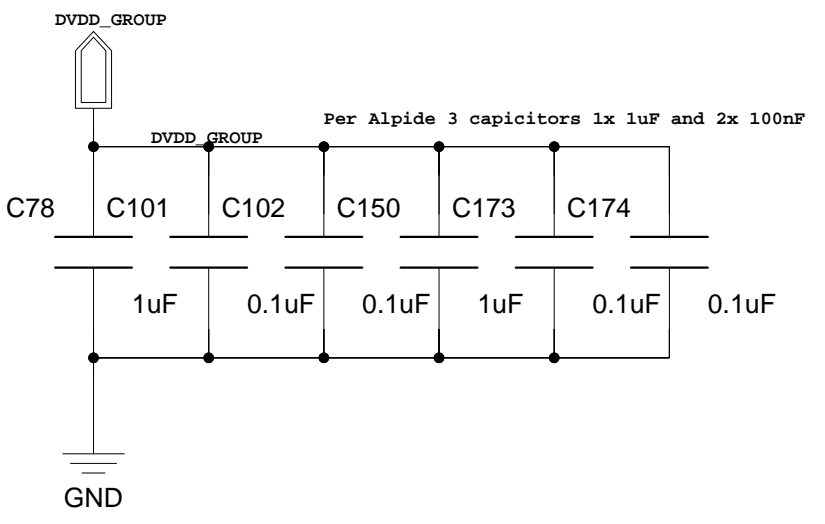 DVDD_GROUP
Per Alpide 3 capicitors 1x 1uF and 2x 100nF
DVDD_GROUP
C78 C101 C102 C150 C173 C174
1uF 0.1uF 0.1uF 1uF 0.1uF 0.1uF
GND